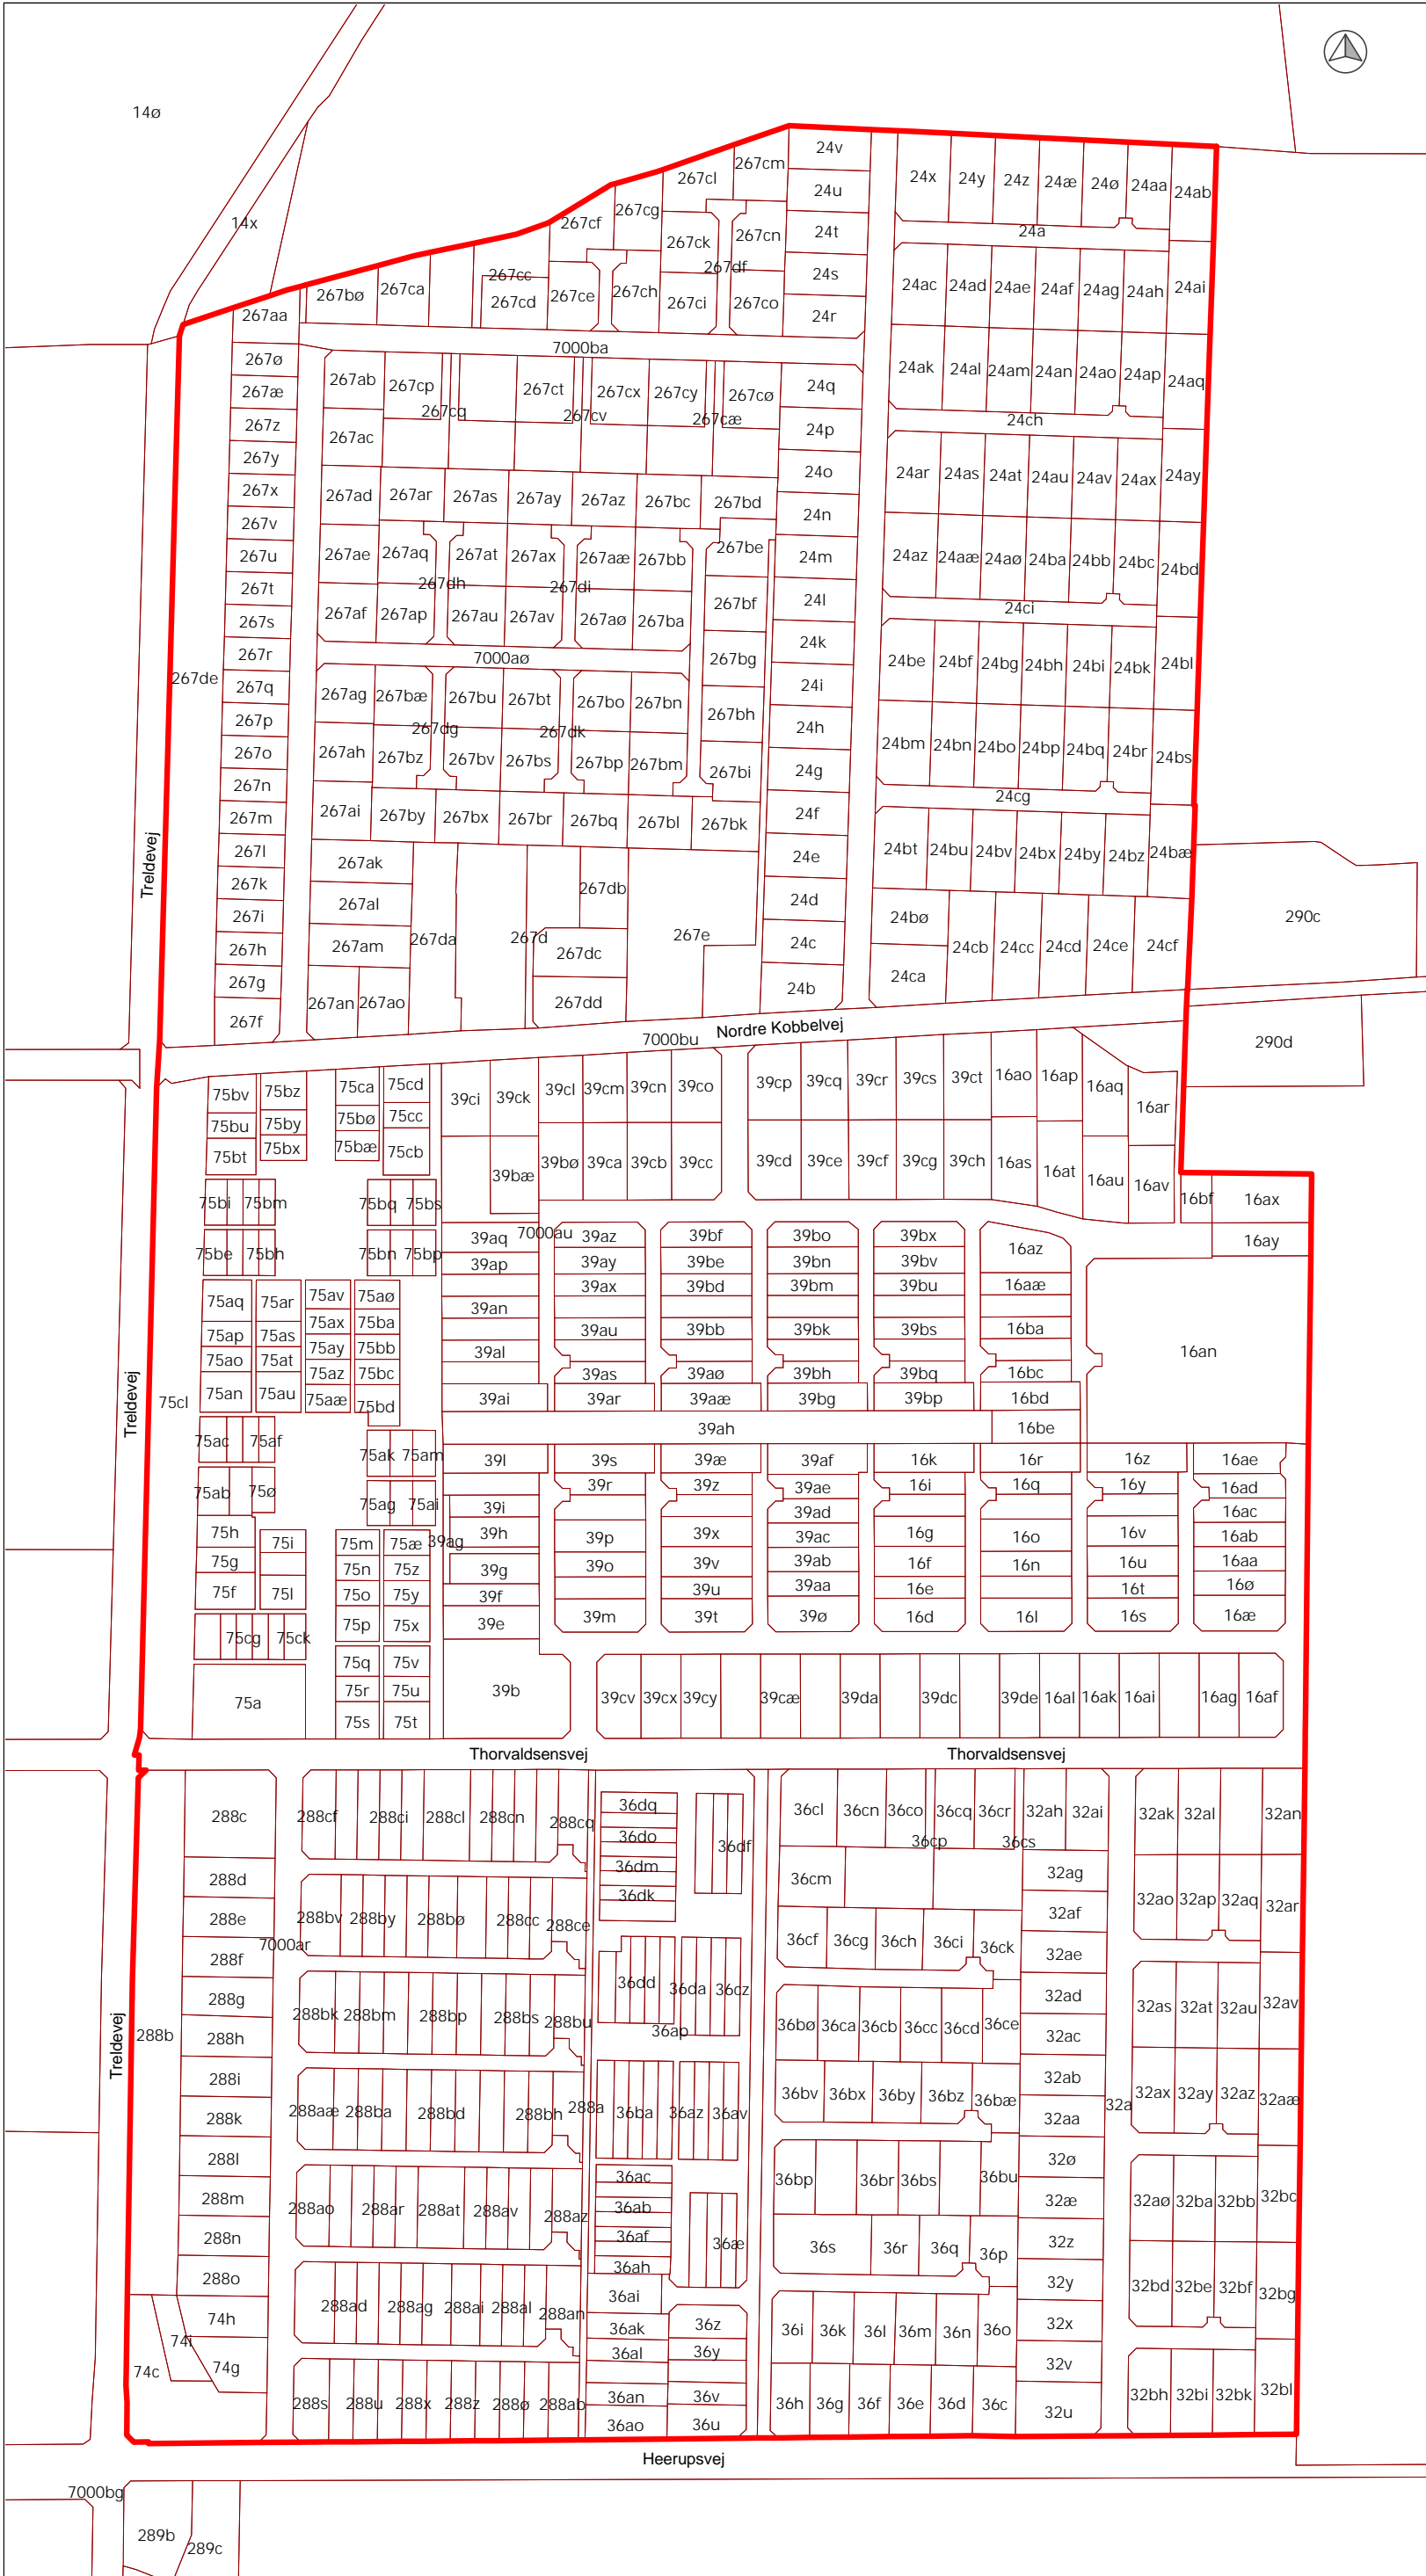 14ø
14x
267cl 267cm 24v
24x 24y 24z 24æ 24ø 24aa 24ab
24u
267cf 267cg
24a
267ck 267cn 24t
267cc 267df 24s
267bø 267ca 267cd 267ce 267ch 267ci 267co 24r
24ac 24ad 24ae 24af 24ag 24ah 24ai
267aa
7000ba
267ø
267æ
267ab 267cp 267cq 267ct 267cv 267cx 267cy 267cæ 267cø 24q
24ak 24al 24am 24an 24ao 24ap 24aq
267z
24p
24ch
267y
267ac
24o
267x
267ad 267ar 267as 267ay 267az 267bc 267bd
24ar 24as 24at 24au 24av 24ax 24ay
267v
24n
267u
267ae 267aq 267at 267ax 267aæ 267bb 267be 24m
24az 24aæ 24aø 24ba 24bb 24bc 24bd
267t
267dh 267di
24l
24ci
267s
267af 267ap 267au 267av 267aø 267ba 267bf
24k
267r
7000aø
267bg
24be 24bf 24bg 24bh 24bi 24bk 24bl
267de
267q
267ag 267bæ 267bu 267bt 267bo 267bn
24i
267p
267dg 267dk
267bh 24h
267o
267ah 267bz 267bv 267bs 267bp 267bm 267bi
24bm 24bn 24bo 24bp 24bq 24br 24bs
24g
267n
24cg
267m
267ai 267by 267bx 267br 267bq 267bl 267bk
24f
267l
Treldevej
267ak
24e
24bt 24bu 24bv 24bx 24by 24bz 24bæ
267k
267db
24d
267i
267al
24bø
290c
267h
267am 267da 267d 267dc 267e
24c
24cb 24cc 24cd 24ce 24cf
267g
24ca
24b
267an 267ao 267dd
267f
Nordre Kobbelvej
7000bu
290d
75bv 75bz 75ca 75cd
39ci 39ck 39cl 39cm 39cn 39co
39cp 39cq 39cr 39cs 39ct 16ao 16ap 16aq 16ar
75bu 75by 75bø 75cc
75bt 75bx 75bæ 75cb
39bæ 39bø 39ca 39cb 39cc
39cd 39ce 39cf 39cg 39ch 16as 16at 16au 16av
75bi 75bm 75bq 75bs
16bf 16ax
75be 75bh 75bn 75bp
39aq 7000au 39az 39bf 39bo 39bx 16az 16ay
39ap 39ay 39be 39bn 39bv
75aq 75ar 75av 75aø
39ax 39bd 39bm 39bu 16aæ
39an
75ap 75as 75ax 75ba
39au 39bb 39bk 39bs 16ba
75ao 75at 75ay 75bb
39al
16an
75an 75au 75az 75bc
39as 39aø 39bh 39bq 16bc
75aæ 75bd
39ai 39ar 39aæ 39bg 39bp 16bd
75cl
Treldevej
39ah 16be
75ac 75af 75ak 75am
39l 39s 39æ 39af 16k 16r 16z 16ae
39r 39z 39ae 16i 16q 16y 16ad
75ab 75ø 75ag 75ai
39i 39ad 16ac
75h 75i 75m 75æ 39ag 39h 39p 39x 39ac 16g 16o 16v 16ab
75g 75n 75z
39g 39o 39v 39ab 16f 16n 16u 16aa
75f 75l 75o 75y
39f 39u 39aa 16e 16t 16ø
75p 75x
39e 39m 39t 39ø 16d 16l 16s 16æ
75cg 75ck
75q 75v
75a 75r 75u
39b 39cv 39cx 39cy 39cæ 39da 39dc 39de 16al 16ak 16ai 16ag 16af
75s 75t
Thorvaldsensvej Thorvaldsensvej
288c 288cf 288ci 288cl 288cn 288cq
36dq
36cl 36cn 36co 36cq 36cr 32ah 32ai 32ak 32al 32an
36do 36df
36cp 36cs
36dm
288d
36cm 32ag
36dk
288e
288bv 288by 288bø 288cc 288ce
32af 32ao 32ap 32aq 32ar
7000ar
288f
36cf 36cg 36ch 36ci 36ck 32ae
288g
36dd 36da 36cz
32ad
288bk 288bm 288bp 288bs 288bu
32as 32at 32au 32av
288b
Treldevej
288h
36ap
36bø 36ca 36cb 36cc 36cd 36ce 32ac
288i
32ab
288k
288aæ 288ba 288bd 288bh 288a 36ba 36az 36av
36bv 36bx 36by 36bz 36bæ 32aa 32a 32ax 32ay 32az 32aæ
288l
32ø
36ac
36bp 36br 36bs 36bu
288m
32æ
288ao 288ar 288at 288av 288az
36ab
32aø 32ba 32bb 32bc
288n
36af 36æ
36s 36r 36q 36p 32z
288o
36ah
32y
36ai
32bd 32be 32bf 32bg
288ad 288ag 288ai 288al 288an
74h
36ak 36z
36i 36k 36l 36m 36n 36o 32x
74i
36al 36y
32v
74c 74g
288s 288u 288x 288z 288ø 288ab
36an 36v
36h 36g 36f 36e 36d 36c 32u
32bh 32bi 32bk 32bl
36ao 36u
Heerupsvej
7000bg
289b
289c